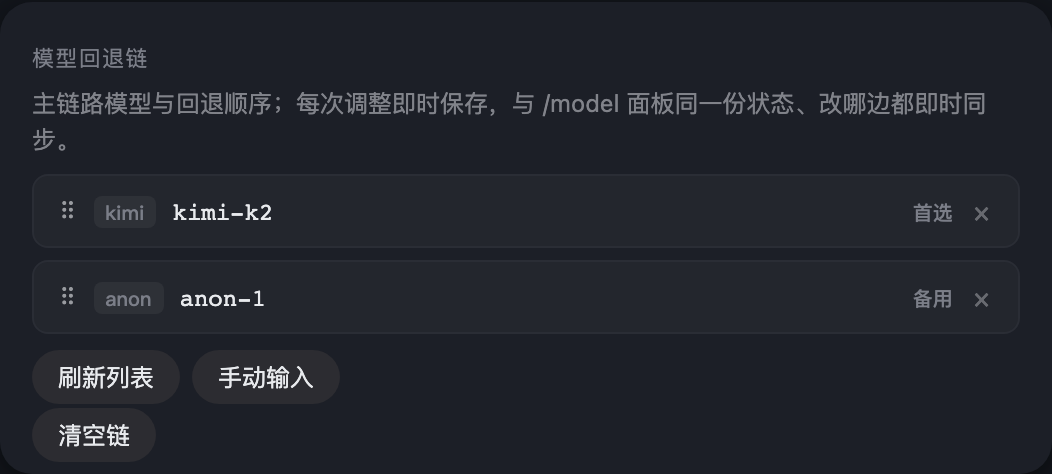 模型回退链
主链路模型与回退顺序；每次调整即时保存，与 /model 面板同一份状态、改哪边都即时同
步。
kimi kimi-k2 首选 ×
anon anon-1 备用 ×
刷新列表 手动输入
清空链